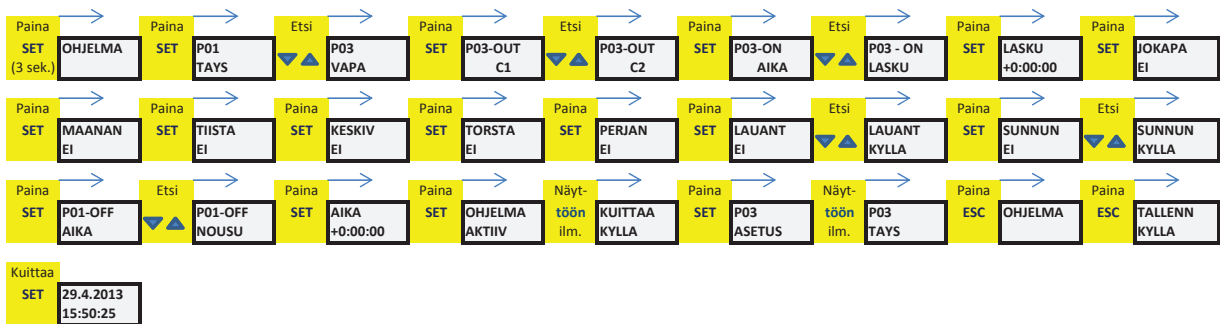 Paina Paina Etsi Paina Etsi Paina Etsi Paina Paina
SET OHJELMA SET P01 P03 SET P03-OUT P03-OUT SET P03-ON P03 - ON SET LASKU SET JOKAPA
(3 sek.) TAYS VAPA C1 C2 AIKA LASKU +0:00:00 EI
Paina Paina Paina Paina Paina Paina Etsi Paina Etsi
SET MAANAN SET TIISTA SET KESKIV SET TORSTA SET PERJAN SET LAUANT LAUANT SET SUNNUN SUNNUN
EI EI EI EI EI EI KYLLA EI KYLLA
Paina Etsi Paina Paina Näyt- Paina Näyt- Paina Paina
SET P01-OFF P01-OFF SET AIKA SET OHJELMA töön KUITTAA SET P03 töön P03 ESC OHJELMA ESC TALLENN
AIKA NOUSU +0:00:00 AKTIIV ilm. KYLLA ASETUS ilm. TAYS KYLLA
Kuittaa
SET 29.4.2013
15:50:25